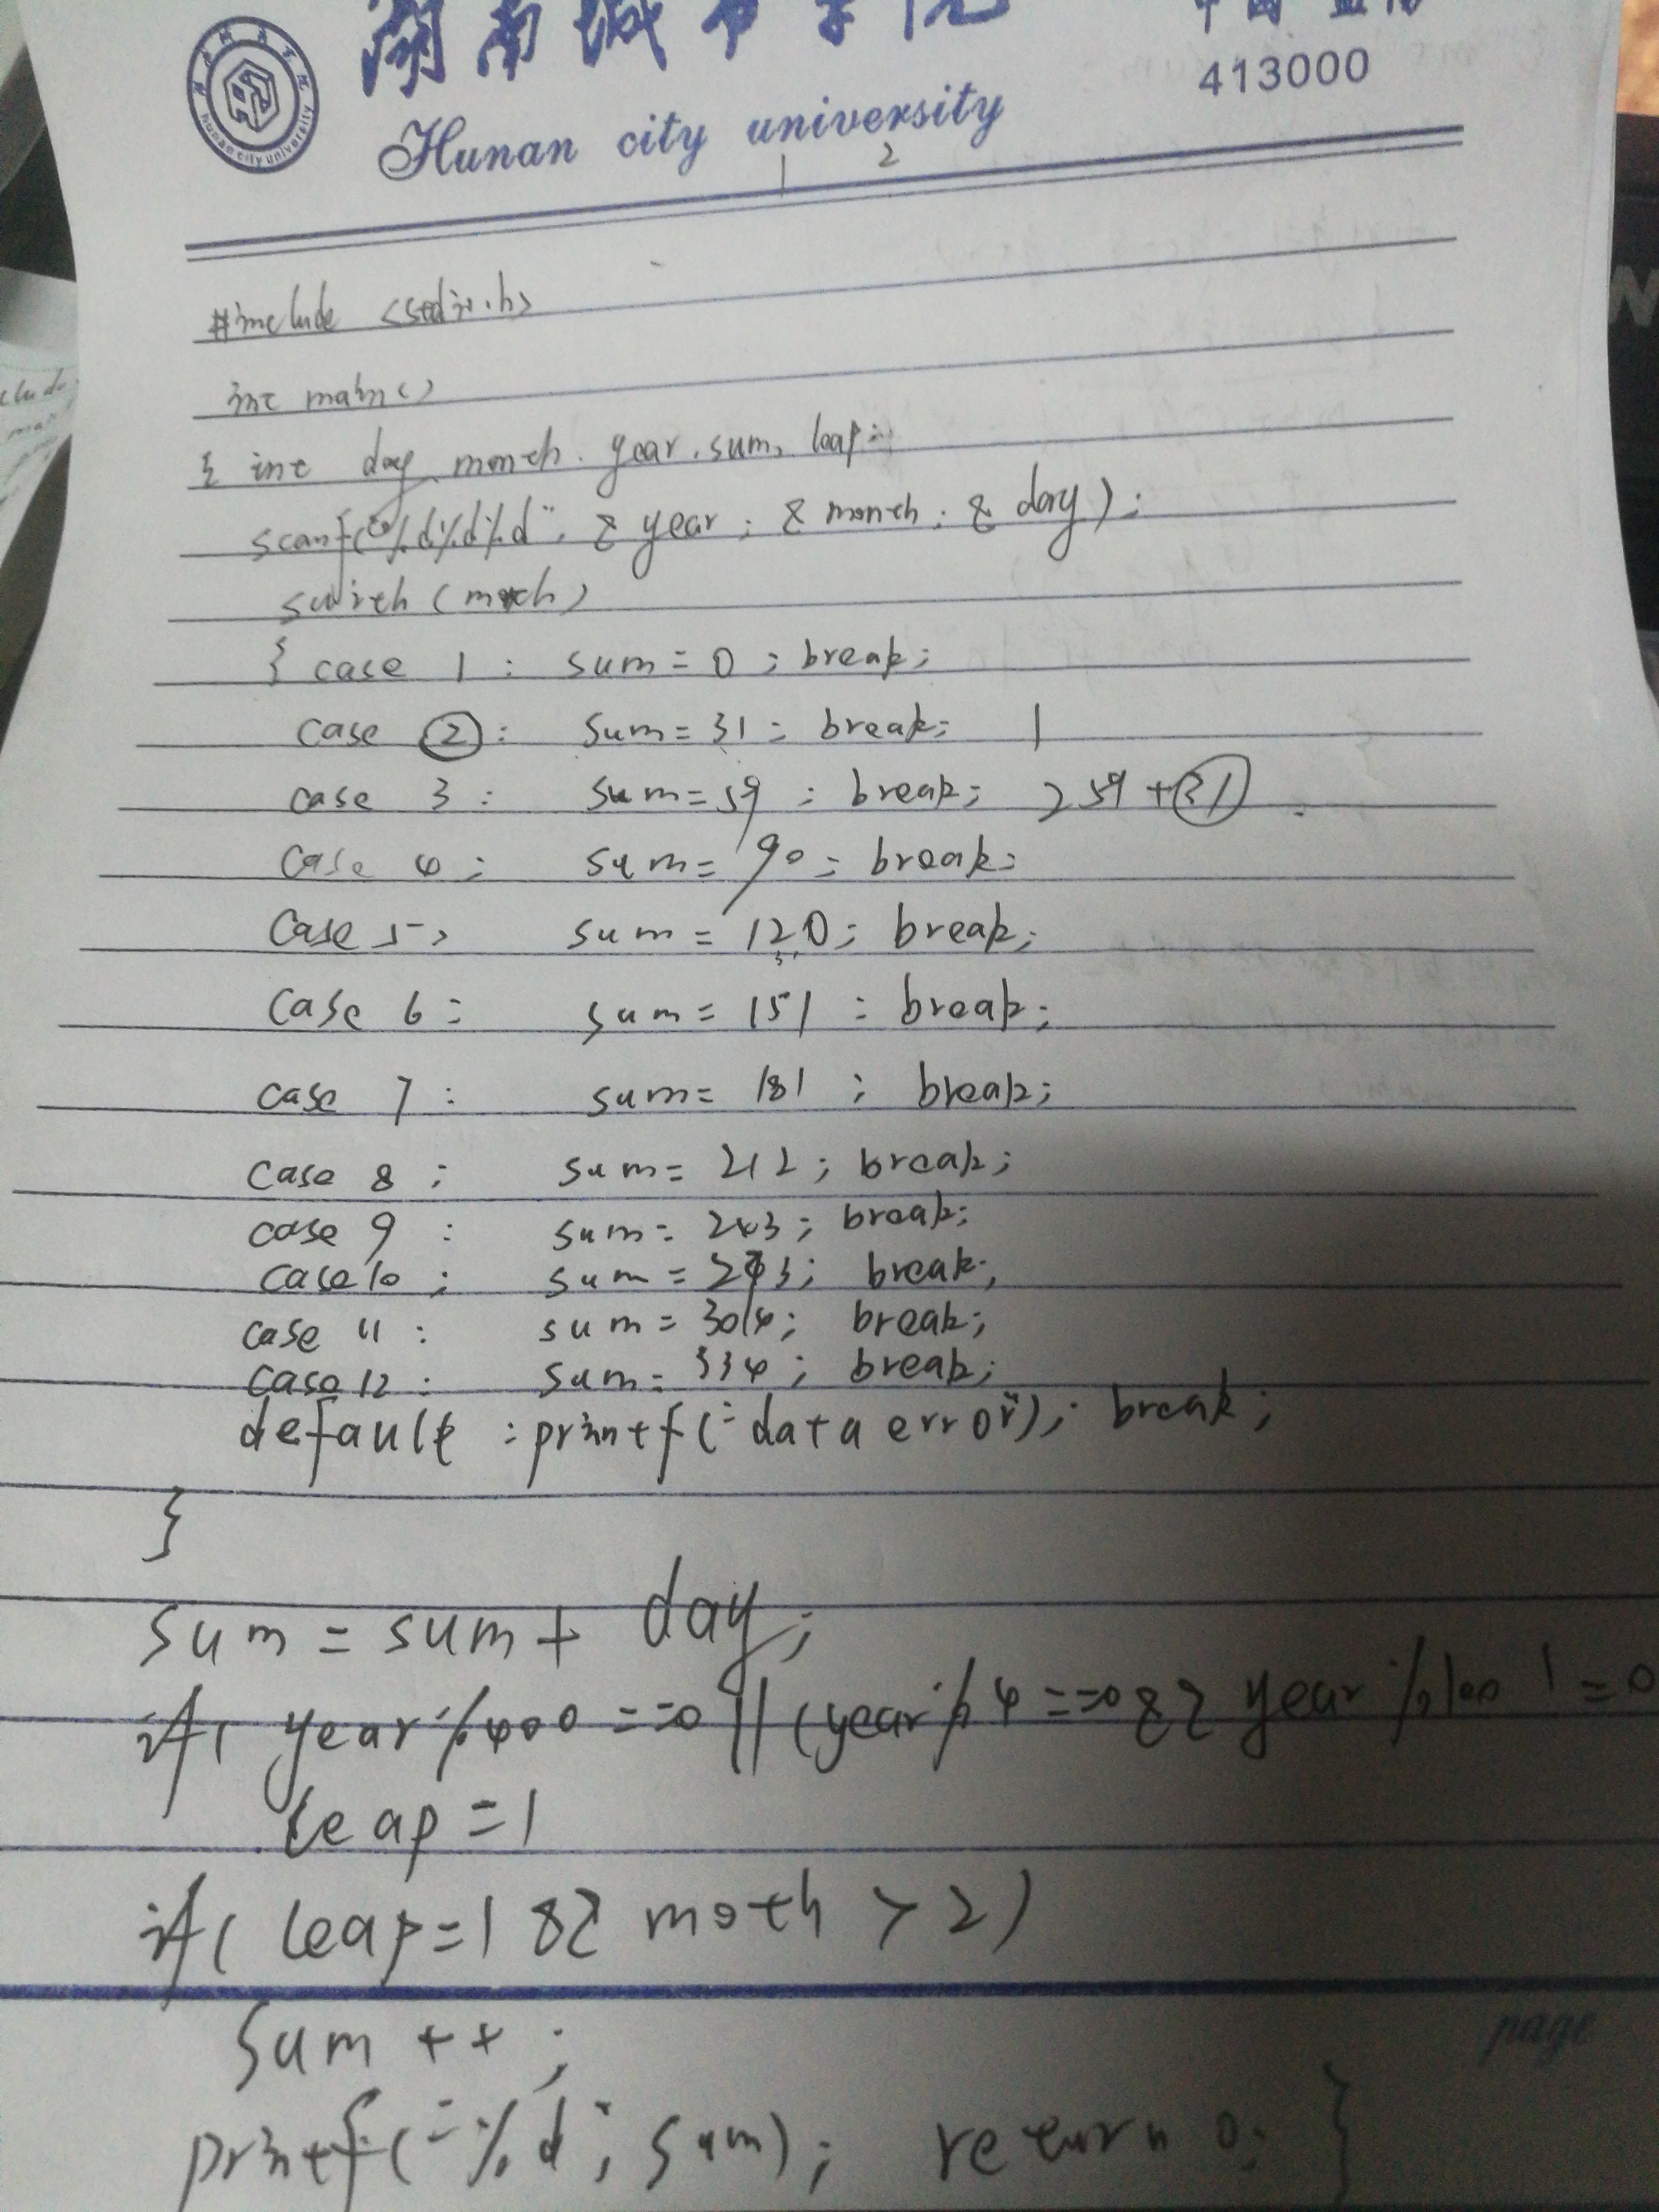 湖南城市学院
413000
Hunan city university
1 2
#include <stdio.h>
int main()
{ int day, month, year, sum, leap;
scanf("%d%d%d", & year, & month, & day);
switch (month)
{ case 1 : sum = 0 ; break;
case 2 : sum = 31 ; break; 1
case 3 : sum = 59 ; break; 2 59 + 31
case 4 : sum = 90 ; break;
case 5 : sum = 120 ; break;
case 6 : sum = 151 ; break;
case 7 : sum = 181 ; break;
case 8 : sum = 212 ; break;
case 9 : sum = 243 ; break;
case 10 : sum = 273 ; break;
case 11 : sum = 304 ; break;
case 12 : sum = 334 ; break;
default : printf("data error"); break;
}
sum = sum + day;
if( year%400 ==0 || (year%4 ==0 && year %100 !=0
leap =1
if( leap=1 && moth > 2)
sum ++ ;
printf("%d", sum); return 0; }
page